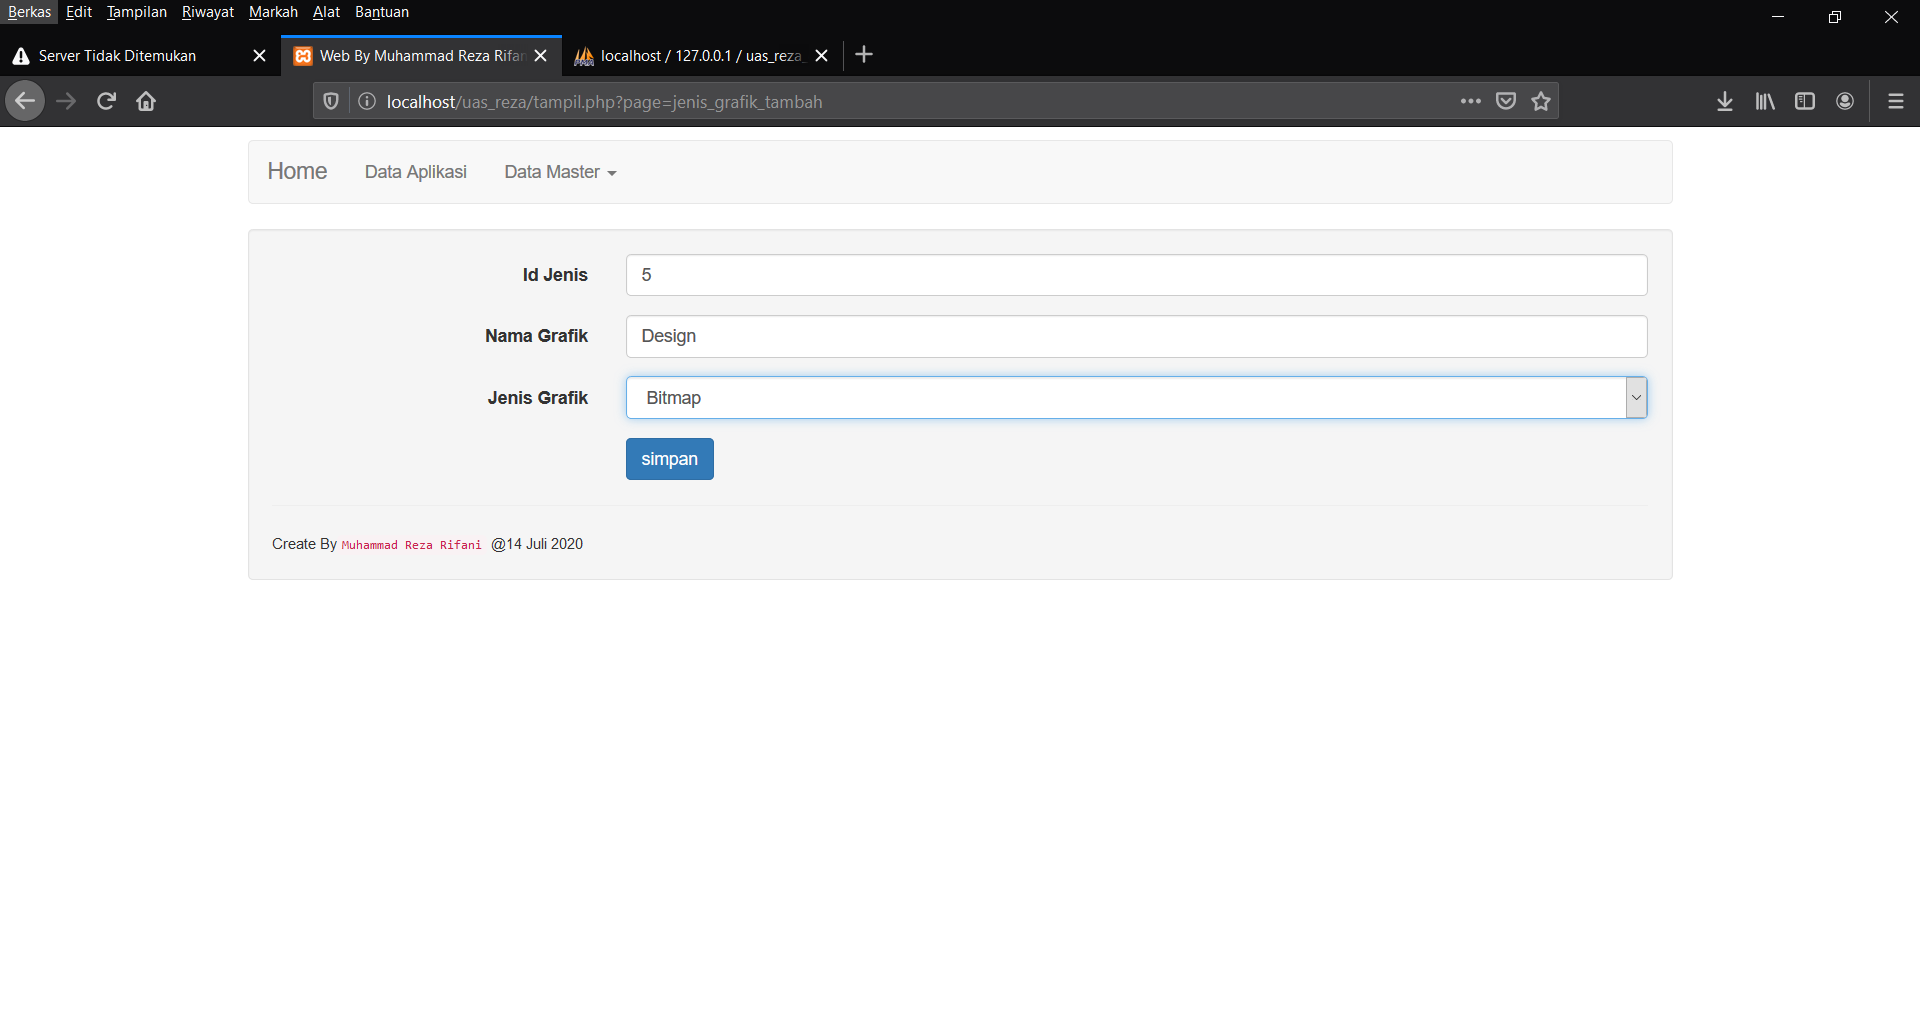 Berkas Edit Tampilan Riwayat Markah Alat Bantuan
Server Tidak Ditemukan Web By Muhammad Reza Rifan localhost / 127.0.0.1 / uas_reza_
localhost/uas_reza/tampil.php?page=jenis_grafik_tambah
Home Data Aplikasi Data Master
Id Jenis 5
Nama Grafik Design
Jenis Grafik Bitmap
simpan
Create By Muhammad Reza Rifani @14 Juli 2020